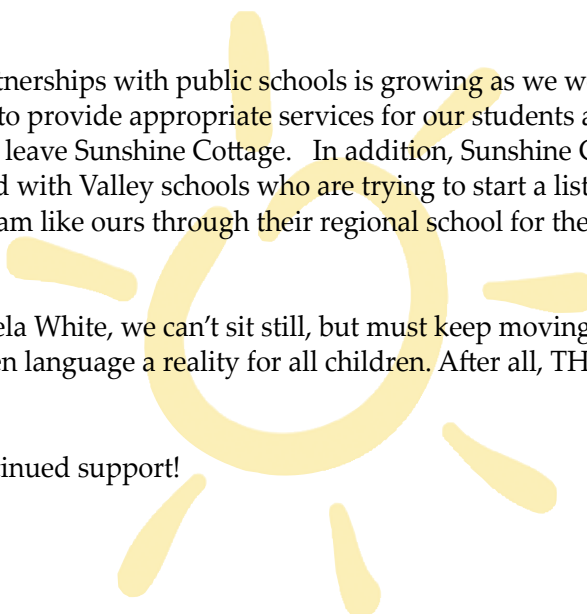 tnerships with public schools is growing as we w
to provide appropriate services for our students a
leave Sunshine Cottage. In addition, Sunshine C
d with Valley schools who are trying to start a list
am like ours through their regional school for the
ela White, we can't sit still, but must keep moving
en language a reality for all children. After all, TH
inued support!